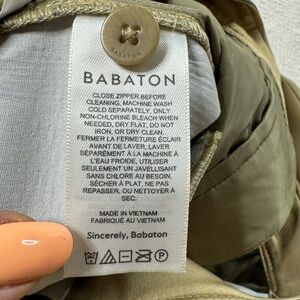 BABATON
CLOSE ZIPPER BEFORE
CLEANING, MACHINE WASH
COLD SEPARATELY, ONLY
NON-CHLORINE BLEACH WHEN
NEEDED, DRY FLAT, DO NOT
IRON, OR DRY CLEAN.
FERMER LA FERMETURE ÉCLAIR
AVANT DE LAVER, LAVER
SÉPARÉMENT À LA MACHINE À
L'EAU FROIDE, UTILISER
SEULEMENT UN JAVELLISANT
SANS CHLORE AU BESOIN,
SÉCHER À PLAT, NE PAS
REPASSER, OU NETTOYER À
SEC.
MADE IN VIETNAM
FABRIQUÉ AU VIETNAM
Sincerely, Babaton